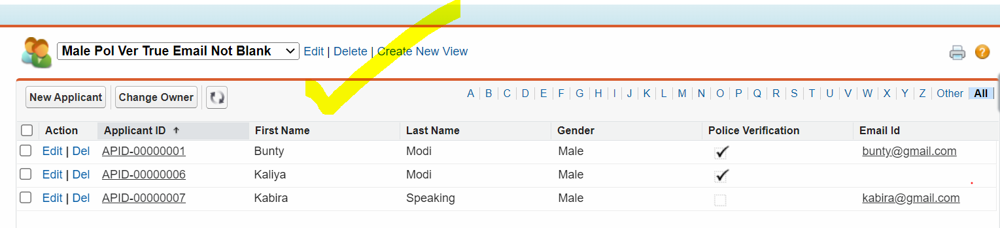 Male Pol Ver True Email Not Blank Edit | Delete | Create New View
New Applicant Change Owner A B C D E F G H I J K L M N O P Q R S T U V W X Y Z Other All
Action Applicant ID First Name Last Name Gender Police Verification Email Id
Edit | Del APID-00000001 Bunty Modi Male bunty@gmail.com
Edit | Del APID-00000006 Kaliya Modi Male
Edit | Del APID-00000007 Kabira Speaking Male kabira@gmail.com